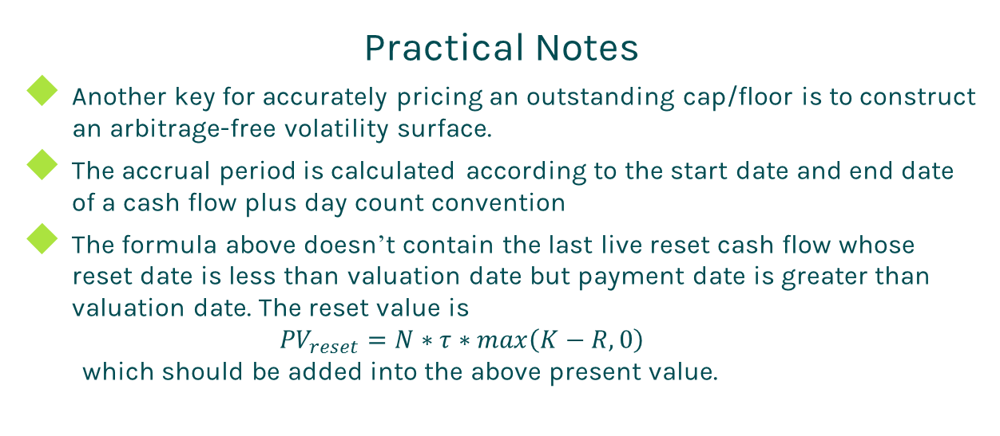 Practical Notes
Another key for accurately pricing an outstanding cap/floor is to construct
an arbitrage-free volatility surface.
The accrual period is calculated according to the start date and end date
of a cash flow plus day count convention
The formula above doesn’t contain the last live reset cash flow whose
reset date is less than valuation date but payment date is greater than
valuation date. The reset value is
𝑃𝑉_{𝑟𝑒𝑠𝑒𝑡} = 𝑁 ∗ 𝜏 ∗ 𝑚𝑎𝑥(𝐾 − 𝑅, 0)
which should be added into the above present value.